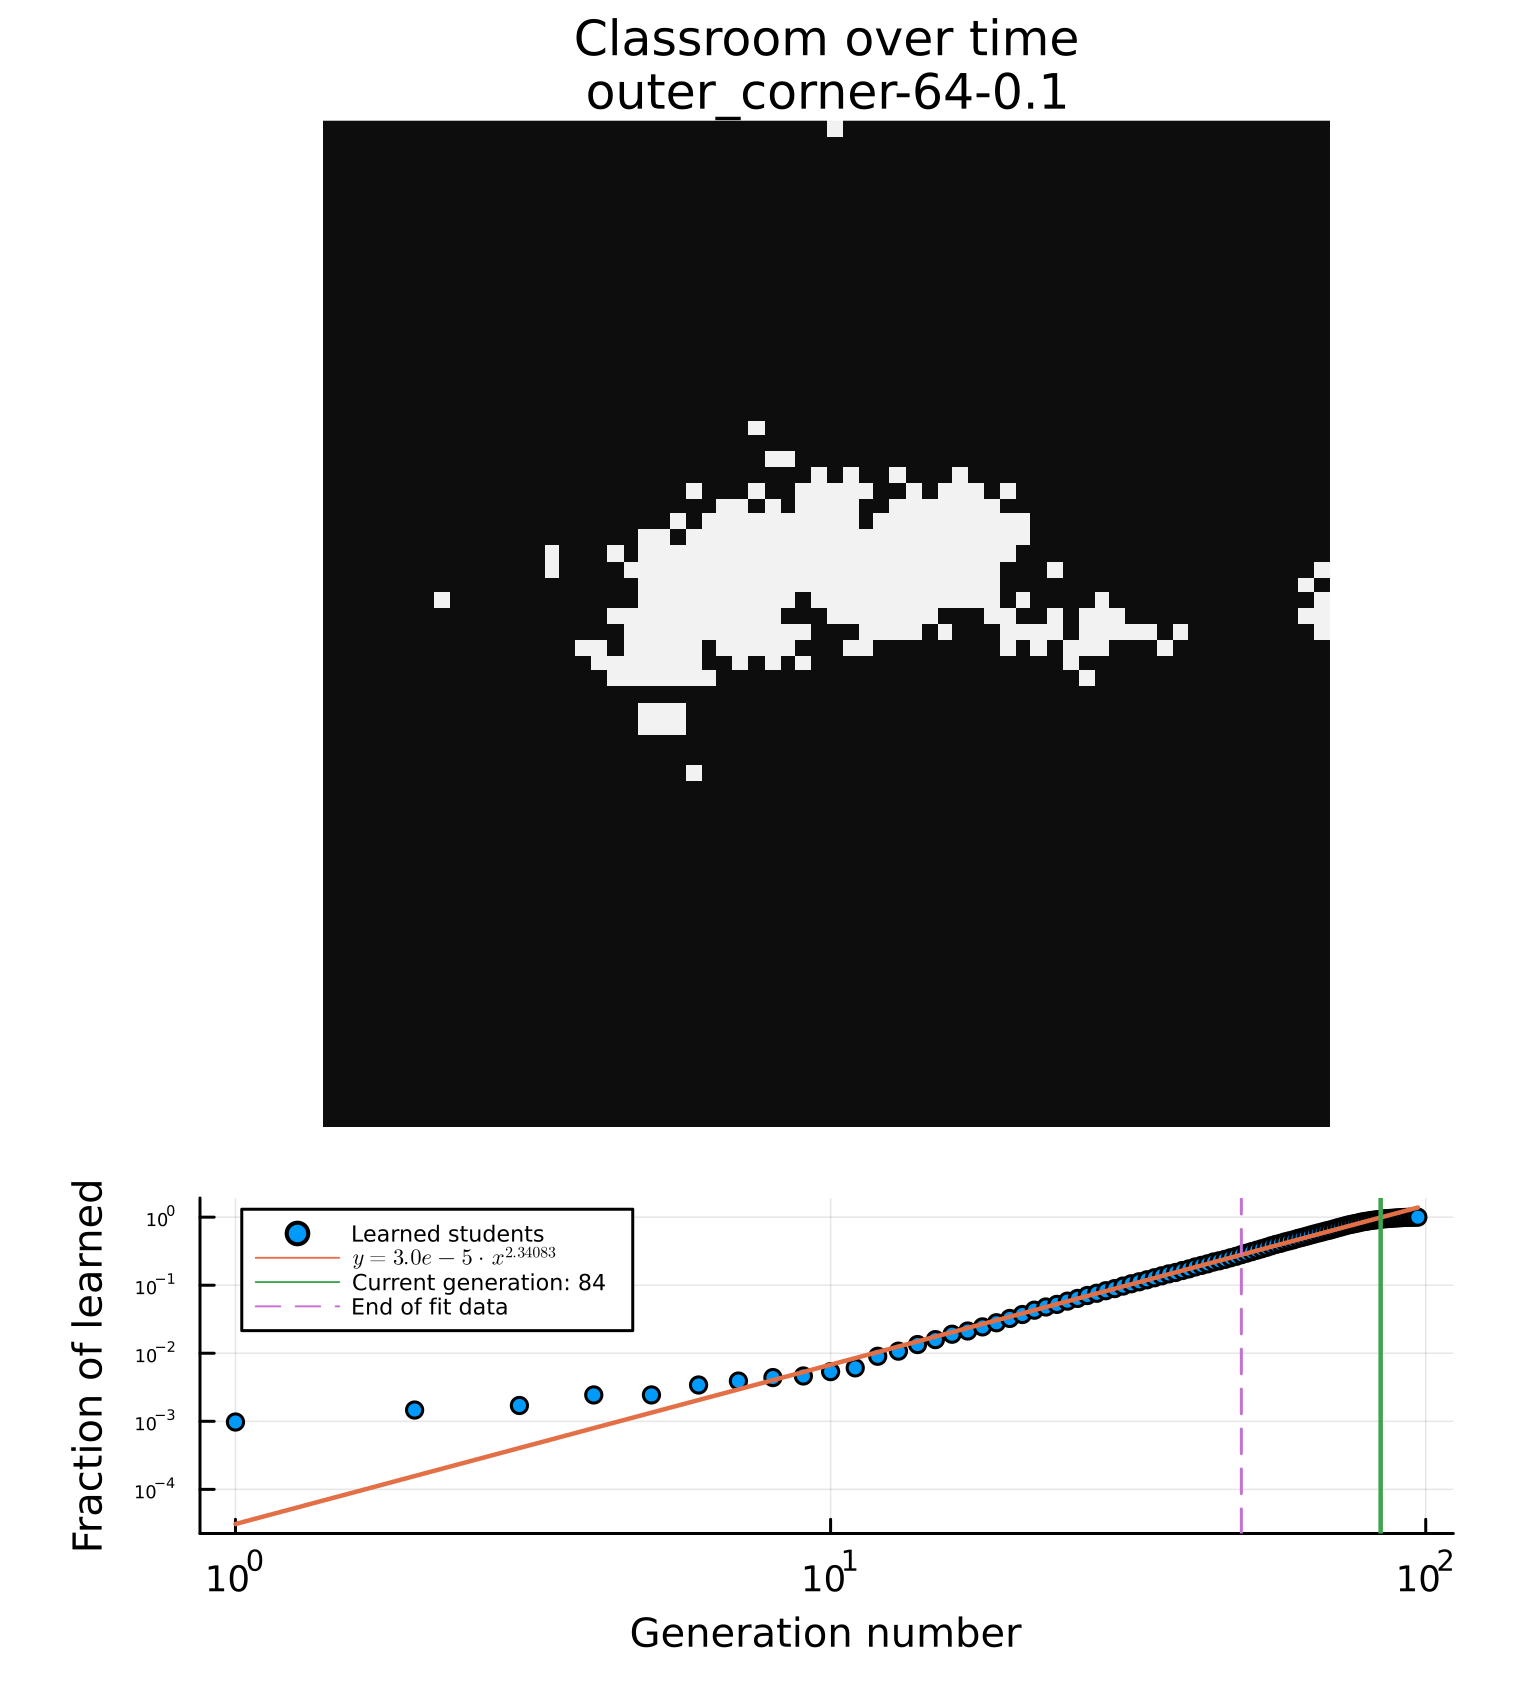 Classroom over time
outer_corner-64-0.1
Fraction of learned
10^0
10^-1
10^-2
10^-3
10^-4
Learned students
y = 3.0e − 5 · x^2.34083
Current generation: 84
End of fit data
10^0 10^1 10^2
Generation number